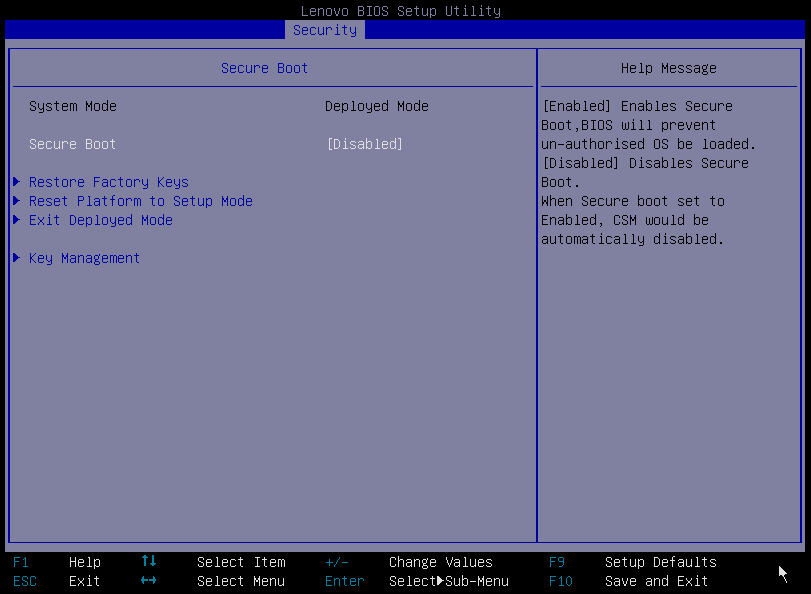 Lenovo BIOS Setup Utility
Security
Secure Boot
System Mode Deployed Mode
Secure Boot [Disabled]
Restore Factory Keys
Reset Platform to Setup Mode
Exit Deployed Mode
Key Management
Help Message
[Enabled] Enables Secure
Boot,BIOS will prevent
un-authorised OS be loaded.
[Disabled] Disables Secure
Boot.
When Secure boot set to
Enabled, CSM would be
automatically disabled.
F1 Help ↑↓ Select Item +/- Change Values F9 Setup Defaults
ESC Exit ←→ Select Menu Enter Select▶Sub-Menu F10 Save and Exit